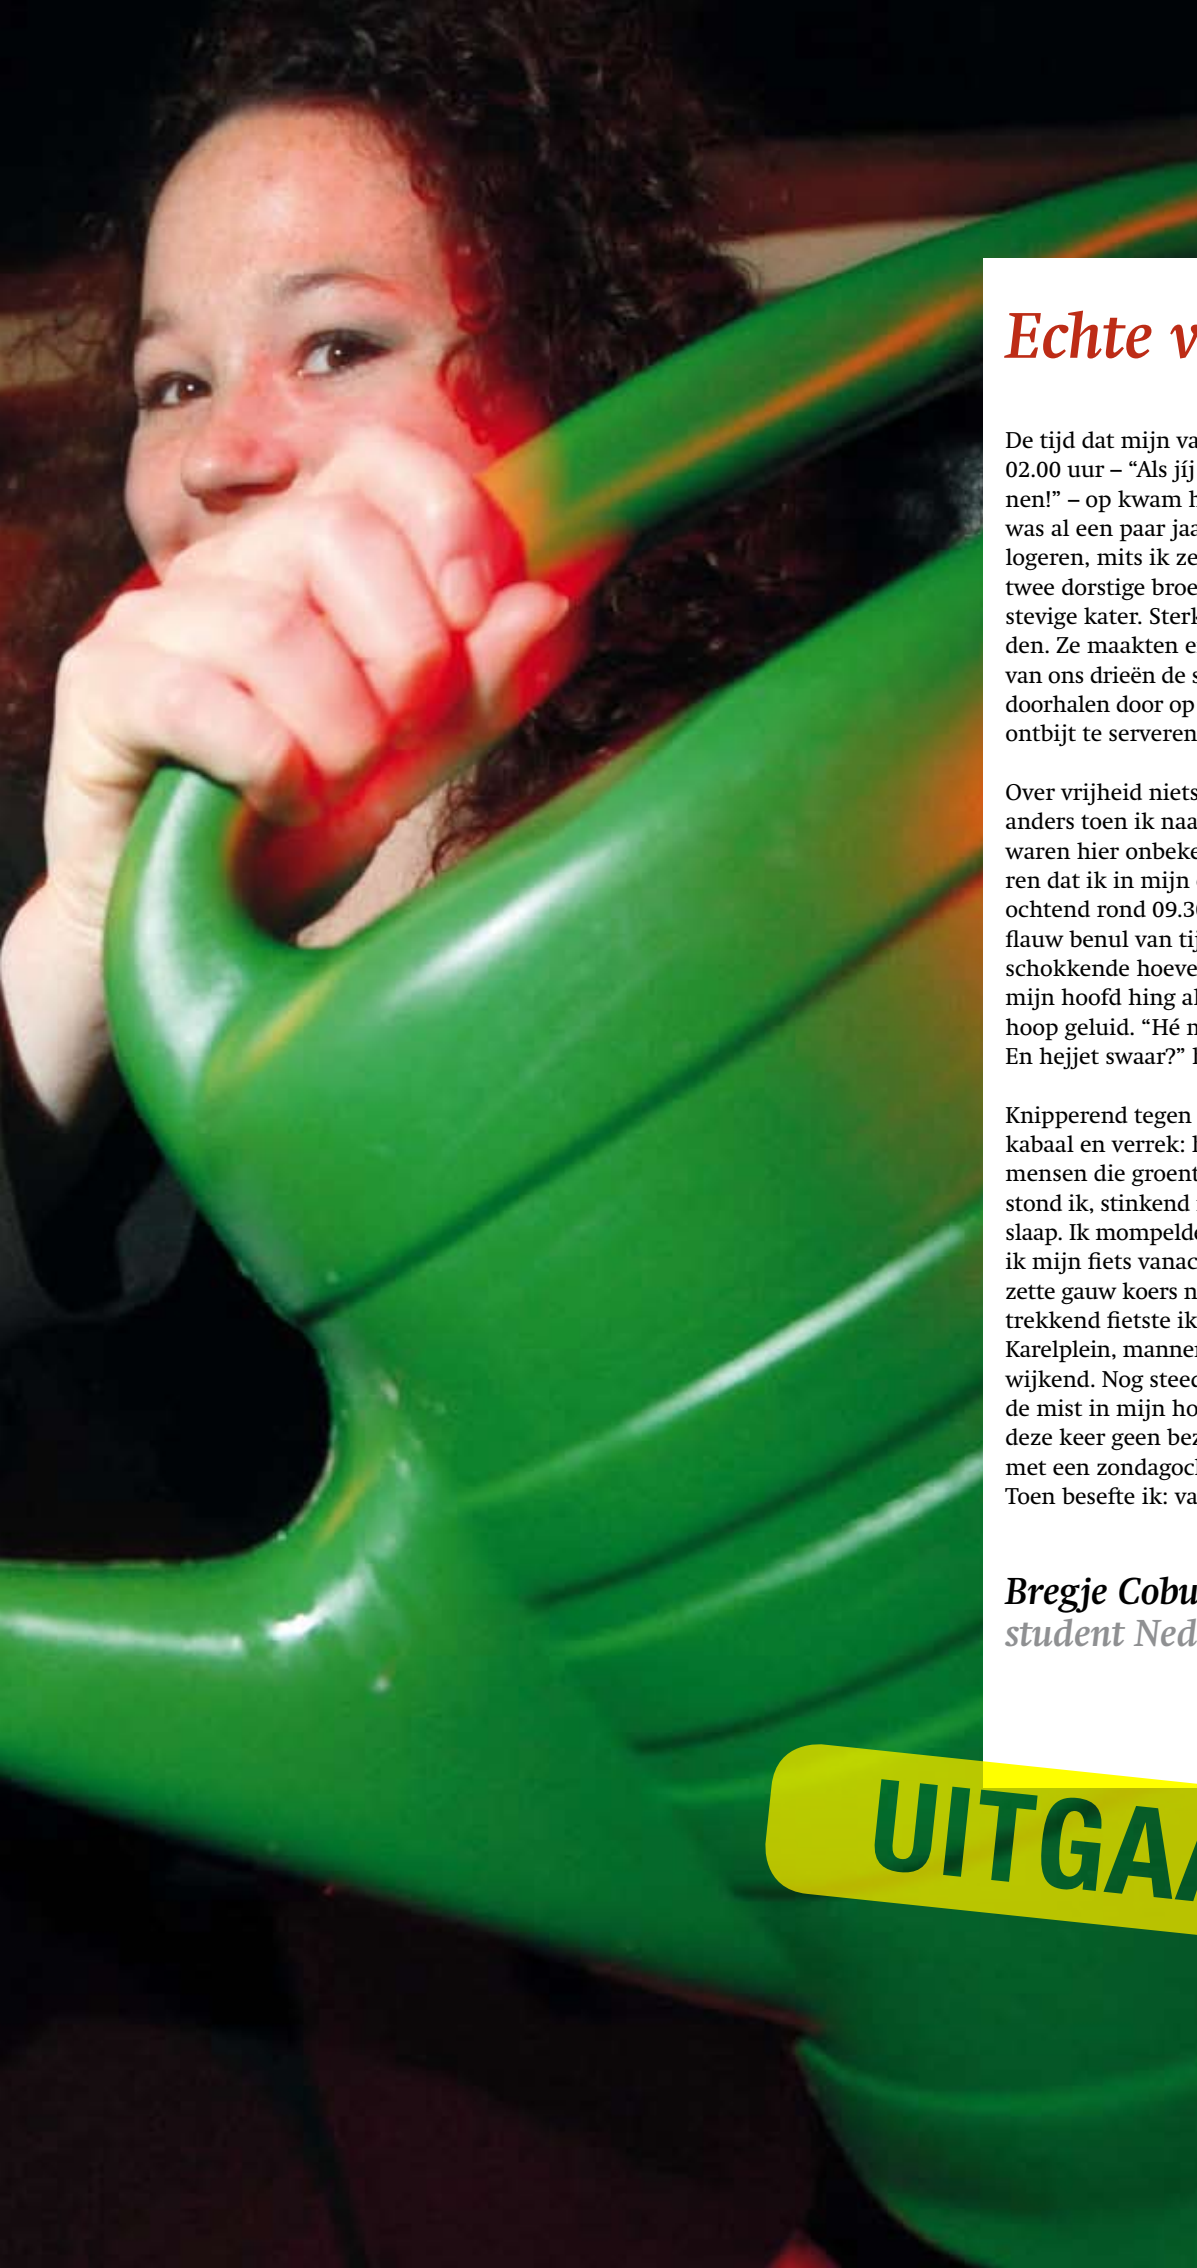 Echte v
De tijd dat mijn va
02.00 uur – “Als jíj
nen!” – op kwam h
was al een paar jaa
logeren, mits ik ze
twee dorstige broe
stevige kater. Sterk
den. Ze maakten e
van ons drieën de s
doorhalen door op
ontbijt te serveren
Over vrijheid niets
anders toen ik naa
waren hier onbeke
ren dat ik in mijn
ochtend rond 09.30
flauw benul van tij
schokkende hoeve
mijn hoofd hing al
hoop geluid. “Hé m
En hejjet swaar?” h
Knipperend tegen
kabaal en verrek: h
mensen die groent
stond ik, stinkend
slaap. Ik mompelde
ik mijn fiets vanac
zette gauw koers n
trekkend fietste ik
Karelplein, manner
wijkend. Nog steed
de mist in mijn ho
deze keer geen bez
met een zondagoch
Toen besefte ik: va
Bregje Cobu
student Ned
UITGAA